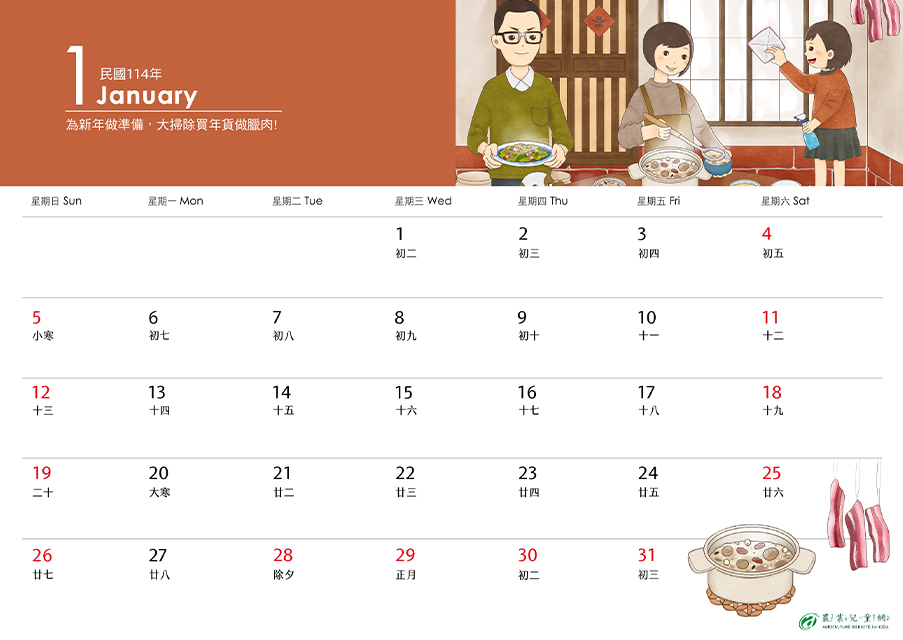 1 民國114年
January
為新年做準備，大掃除買年貨做臘肉!
星期日 Sun 星期一 Mon 星期二 Tue 星期三 Wed 星期四 Thu 星期五 Fri 星期六 Sat
1 2 3 4
初二 初三 初四 初五
5 6 7 8 9 10 11
小寒 初七 初八 初九 初十 十一 十二
12 13 14 15 16 17 18
十三 十四 十五 十六 十七 十八 十九
19 20 21 22 23 24 25
二十 大寒 廿二 廿三 廿四 廿五 廿六
26 27 28 29 30 31
廿七 廿八 除夕 正月 初二 初三
農業兒童網
AGRICULTURE WEBSITE for KIDS